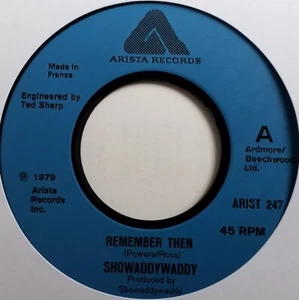 ARISTA RECORDS
Made in
France
Engineered by
Ted Sharp
A
Ardmore/
Beechwood Ltd.
℗ 1979
Arista
Records
Inc.
ARIST 247
45 RPM
REMEMBER THEN
(Powers/Ross)
SHOWADDYWADDY
Produced by
Showaddywaddy